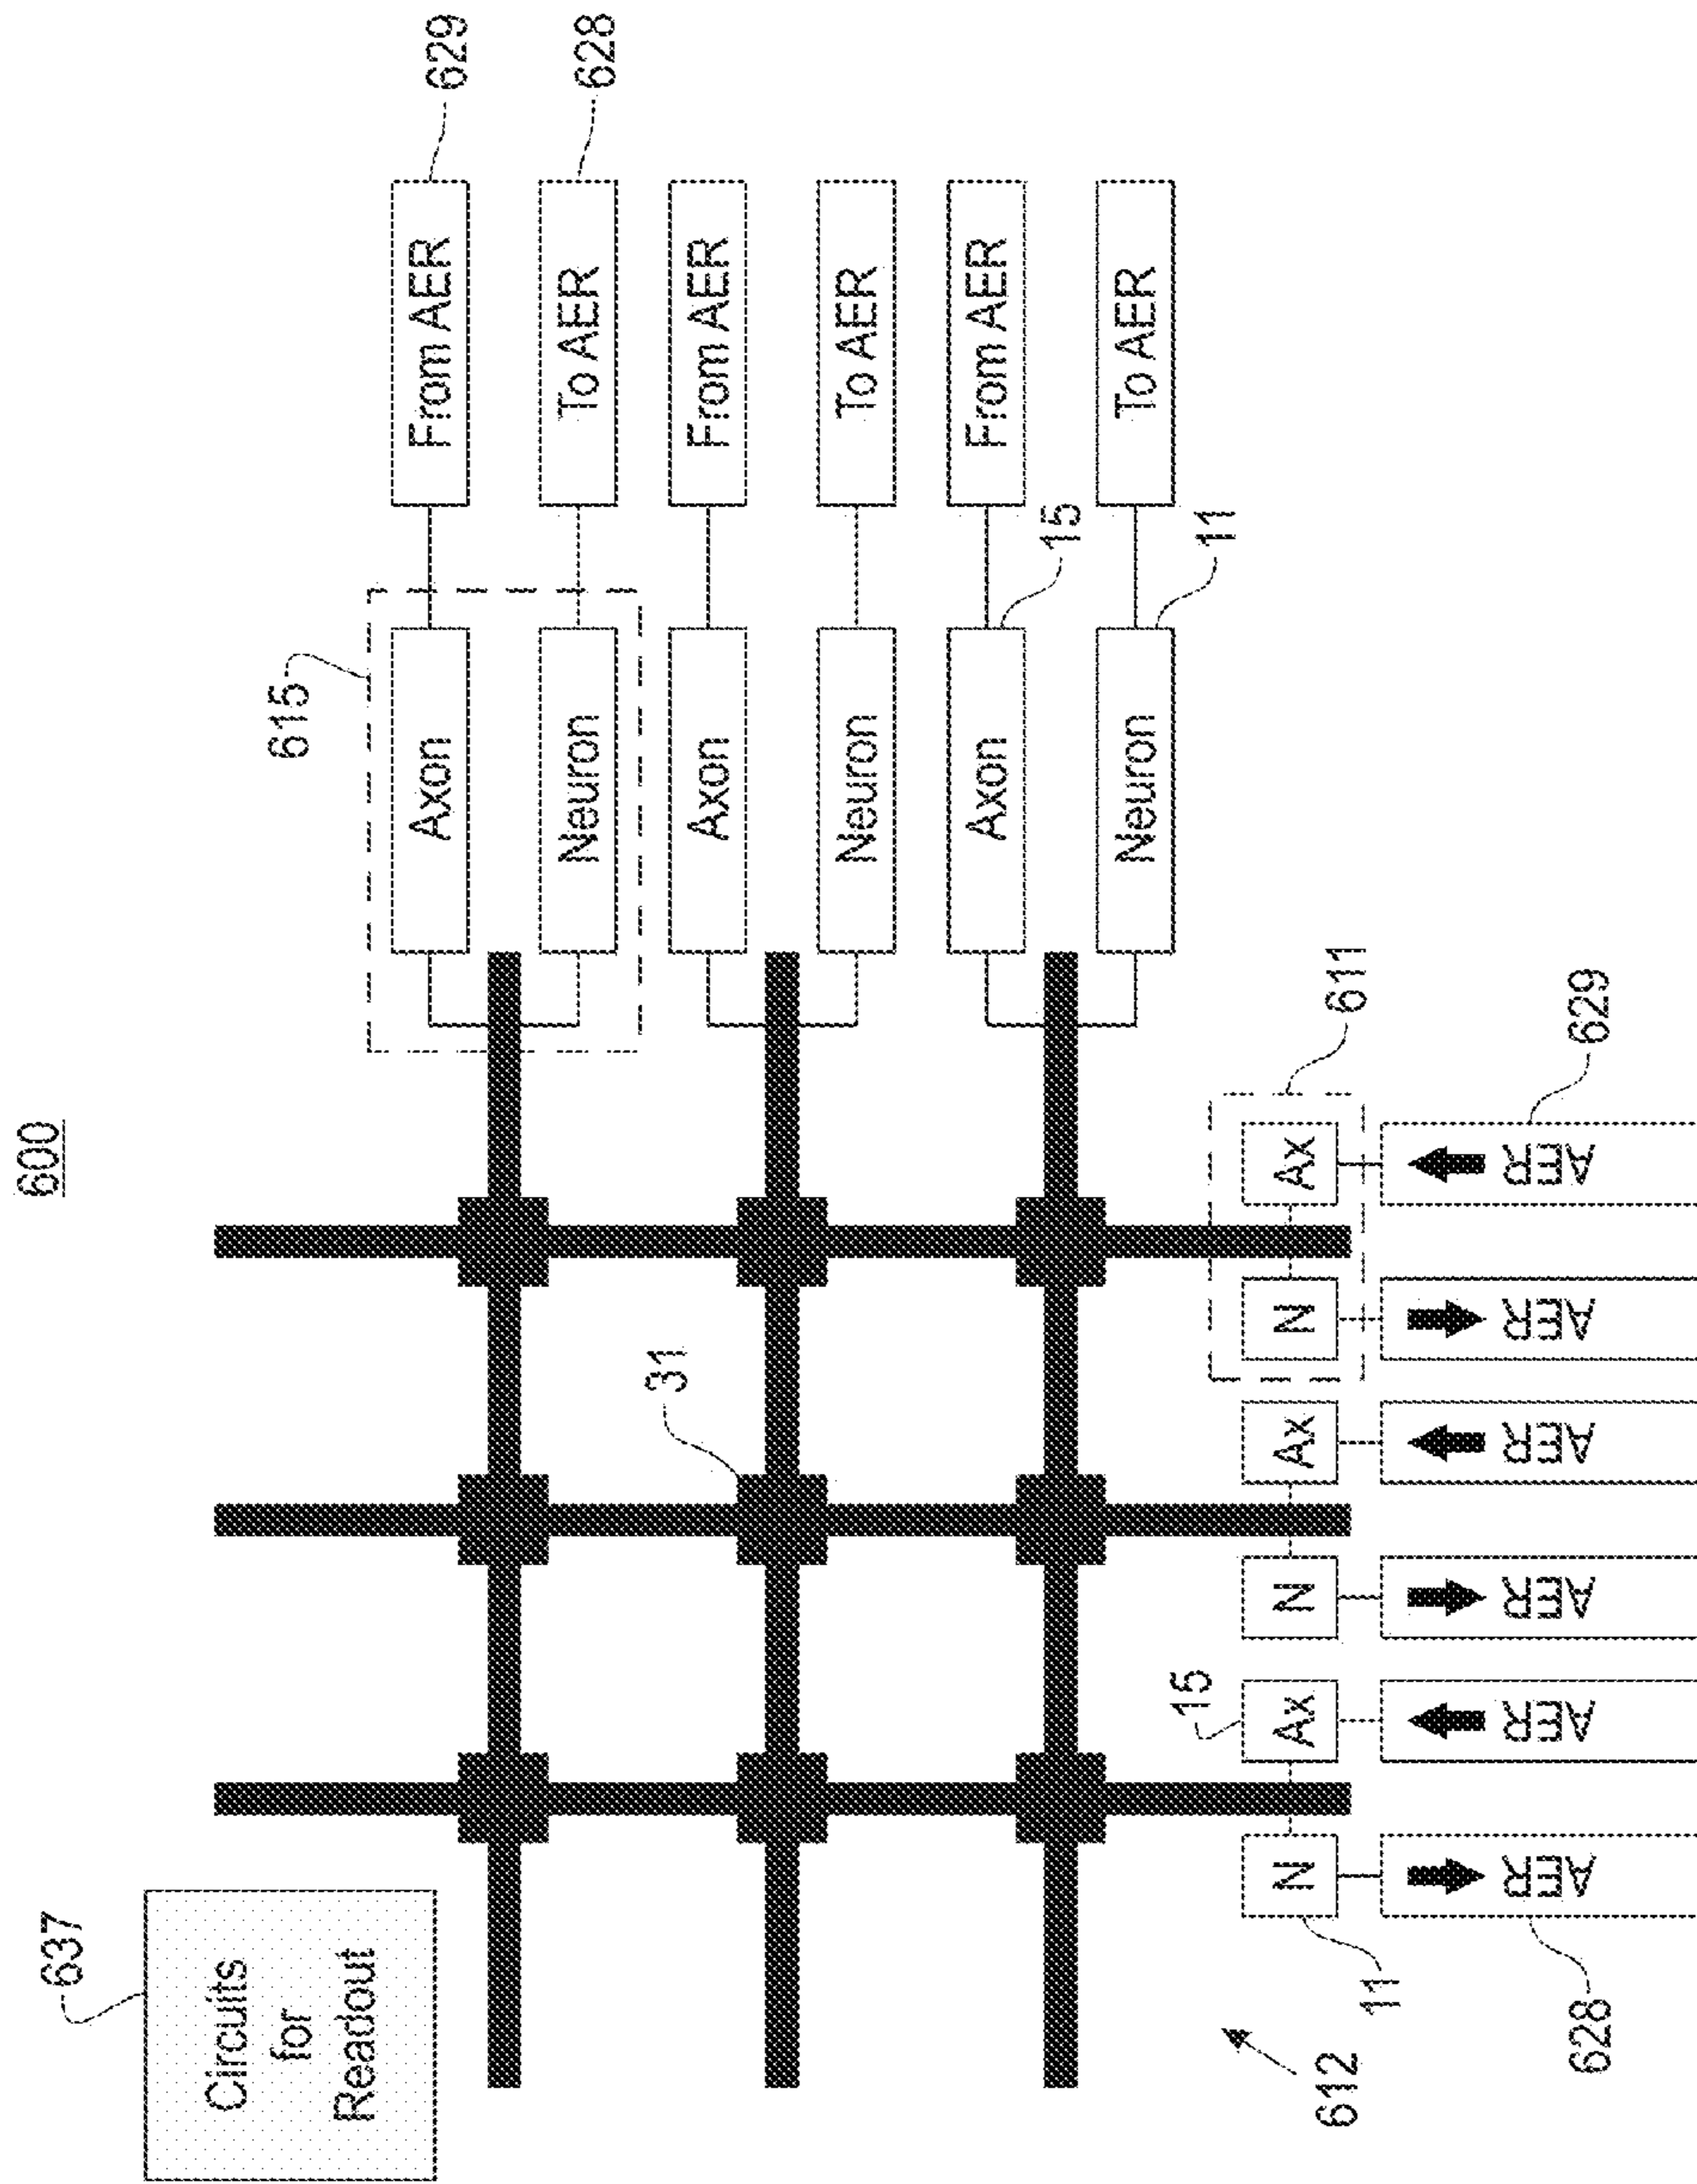 600
637
Circuits
for
Readout
31
615
Axon
From AER
629
Neuron
To AER
628
Axon
From AER
Neuron
To AER
Axon
From AER
15
Neuron
To AER
11
612
N
Ax
15
N
Ax
N
Ax
611
11
AER
AER
AER
AER
AER
AER
628
629